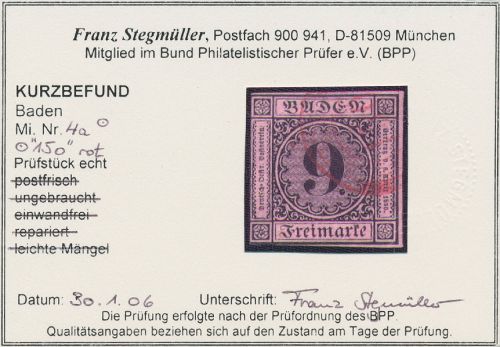 Franz Stegmüller, Postfach 900 941, D-81509 München
Mitglied im Bund Philatelistischer Prüfer e.V. (BPP)
KURZBEFUND
Baden
Mi. Nr. 4a ⊙
⊙ "150" rot
Prüfstück echt
postfrisch
ungebraucht
einwandfrei
repariert
leichte Mängel
BADEN
9.
Freimarke
Datum: 30.1.06 Unterschrift: Franz Stegmüller
Die Prüfung erfolgte nach der Prüfordnung des BPP.
Qualitätsangaben beziehen sich auf den Zustand am Tage der Prüfung.